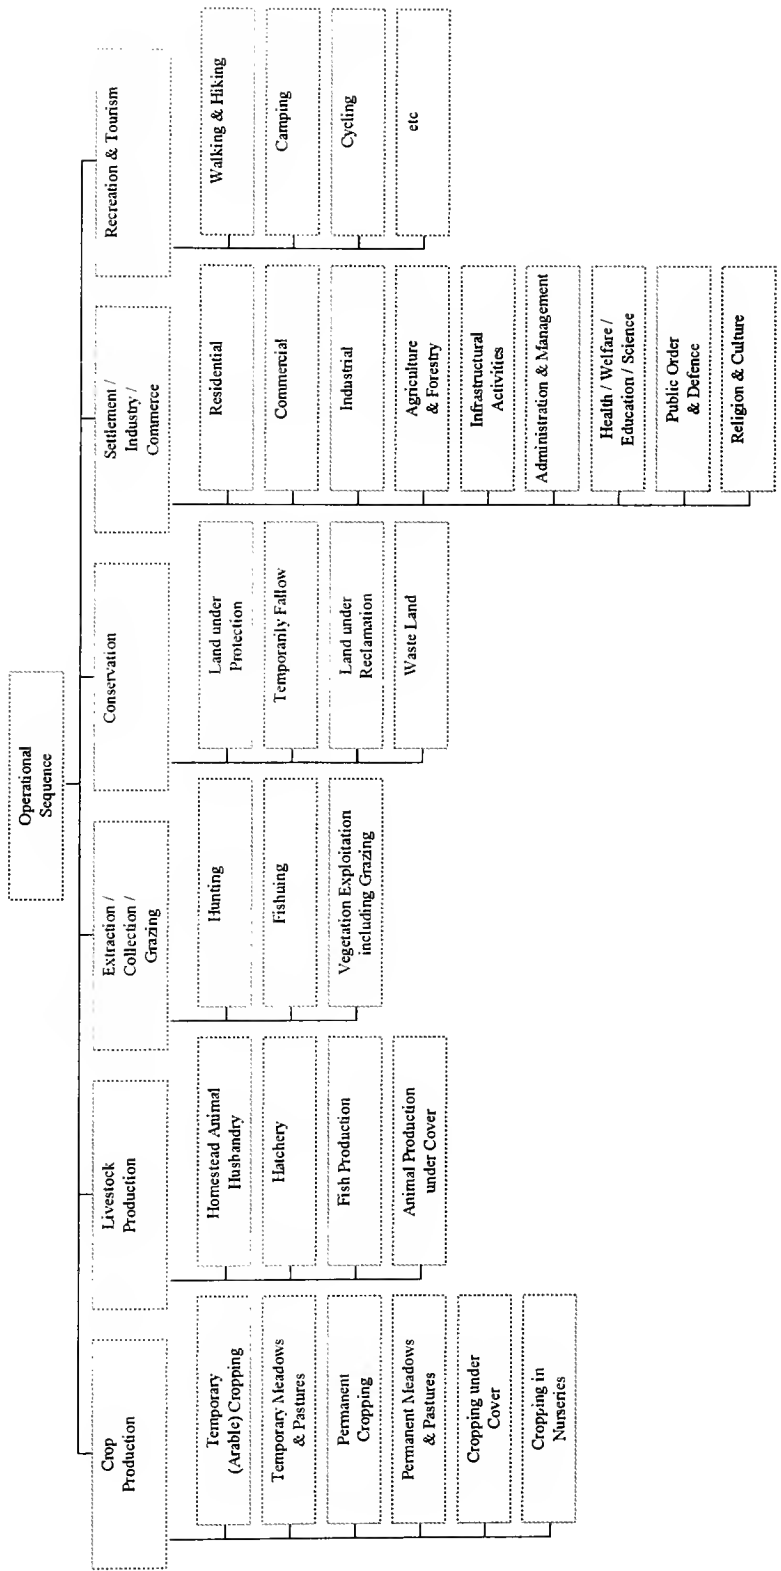 Operational
Sequence
Crop
Production
Temporary
(Arable) Cropping
Temporary Meadows
& Pastures
Permanent
Cropping
Permanent Meadows
& Pastures
Cropping under
Cover
Cropping in
Nurseries
Livestock
Production
Homestead Animal
Husbandry
Hatchery
Fish Production
Animal Production
under Cover
Extraction /
Collection /
Grazing
Hunting
Fishuing
Vegetation Exploitation
including Grazing
Conservation
Land under
Protection
Temporarily Fallow
Land under
Reclamation
Waste Land
Settlement /
Industry /
Commerce
Residential
Commercial
Industrial
Agriculture
& Forestry
Infrastructural
Activities
Administration & Management
Health / Welfare /
Education / Science
Public Order
& Defence
Religion & Culture
Recreation & Tourism
Walking & Hiking
Camping
Cycling
etc